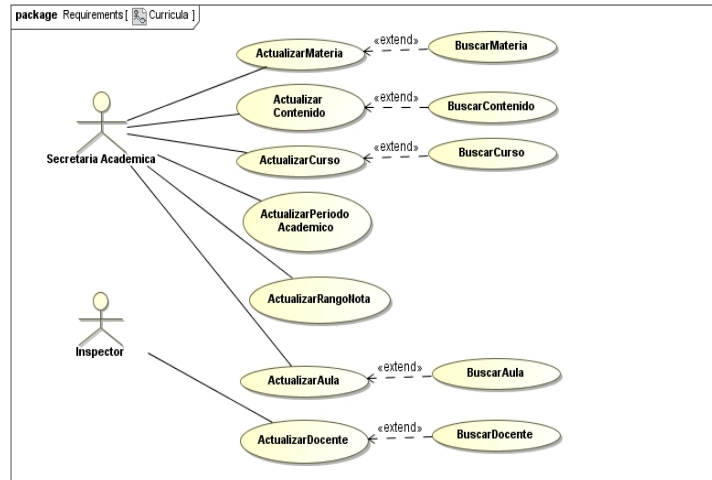 package Requirements [ Curricula ]
ActualizarMateria
«extend»
BuscarMateria
Actualizar
Contenido
«extend»
BuscarContenido
Secretaria Academica
ActualizarCurso
«extend»
BuscarCurso
ActualizarPeriodo
Academico
ActualizarRangoNota
Inspector
ActualizarAula
«extend»
BuscarAula
ActualizarDocente
«extend»
BuscarDocente